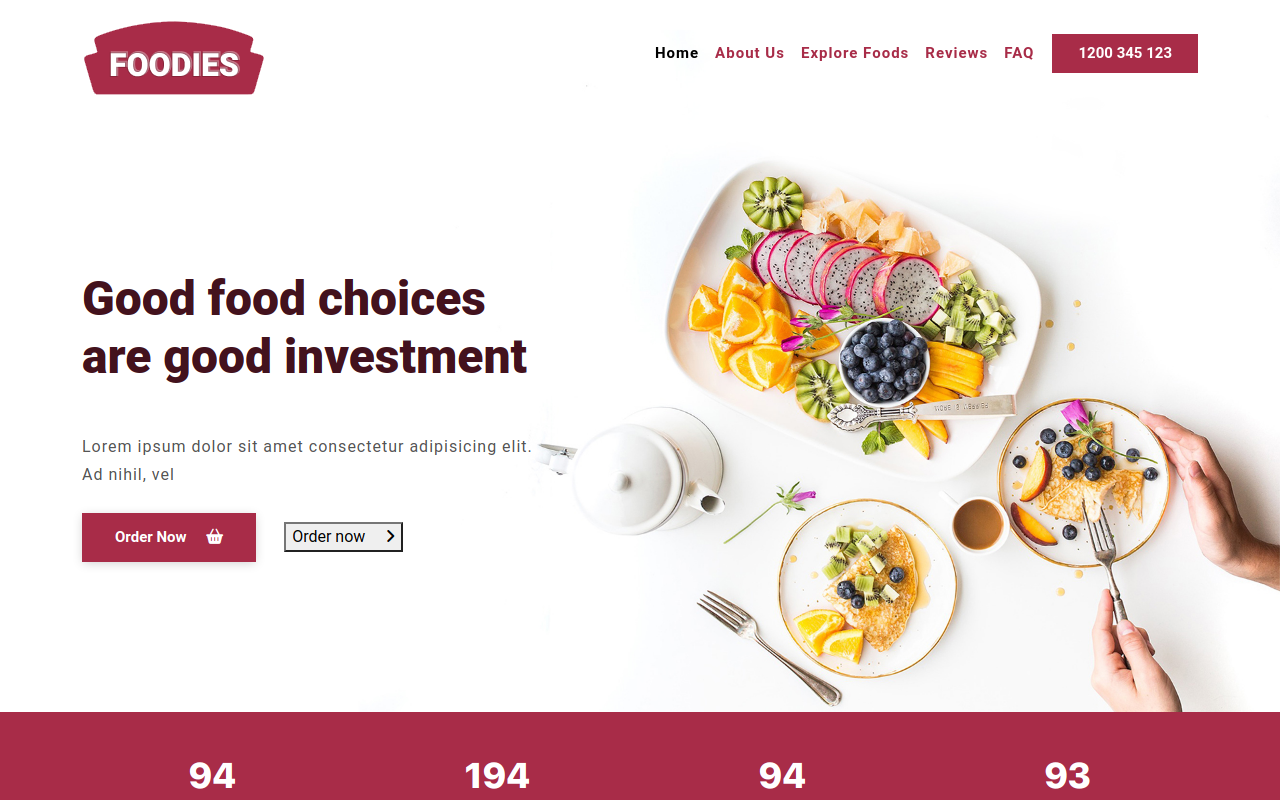 FOODIES
Home About Us Explore Foods Reviews FAQ 1200 345 123
Good food choices
are good investment
Lorem ipsum dolor sit amet consectetur adipisicing elit.
Ad nihil, vel
Order Now
Order now
94 194 94 93